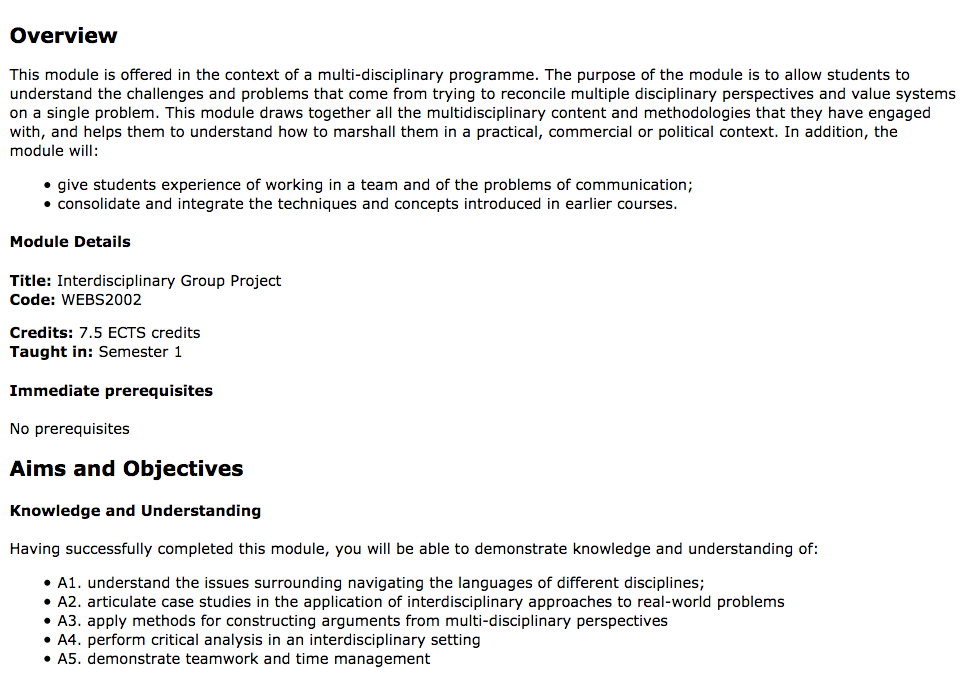 Overview
This module is offered in the context of a multi-disciplinary programme. The purpose of the module is to allow students to
understand the challenges and problems that come from trying to reconcile multiple disciplinary perspectives and value systems
on a single problem. This module draws together all the multidisciplinary content and methodologies that they have engaged
with, and helps them to understand how to marshall them in a practical, commercial or political context. In addition, the
module will:
• give students experience of working in a team and of the problems of communication;
• consolidate and integrate the techniques and concepts introduced in earlier courses.
Module Details
Title: Interdisciplinary Group Project
Code: WEBS2002
Credits: 7.5 ECTS credits
Taught in: Semester 1
Immediate prerequisites
No prerequisites
Aims and Objectives
Knowledge and Understanding
Having successfully completed this module, you will be able to demonstrate knowledge and understanding of:
• A1. understand the issues surrounding navigating the languages of different disciplines;
• A2. articulate case studies in the application of interdisciplinary approaches to real-world problems
• A3. apply methods for constructing arguments from multi-disciplinary perspectives
• A4. perform critical analysis in an interdisciplinary setting
• A5. demonstrate teamwork and time management